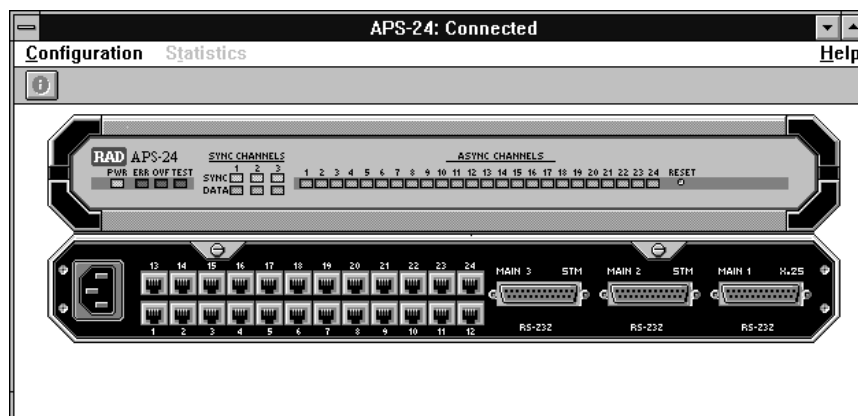 APS-24: Connected
Configuration Statistics Help
RAD APS-24
SYNC CHANNELS
ASYNC CHANNELS
1 2 3
PWR ERR OVF TEST
SYNC
DATA
1 2 3 4 5 6 7 8 9 10 11 12 13 14 15 16 17 18 19 20 21 22 23 24 RESET
13 14 15 16 17 18 19 20 21 22 23 24
MAIN 3 STM MAIN 2 STM MAIN 1 X.25
RS-232 RS-232 RS-232
1 2 3 4 5 6 7 8 9 10 11 12